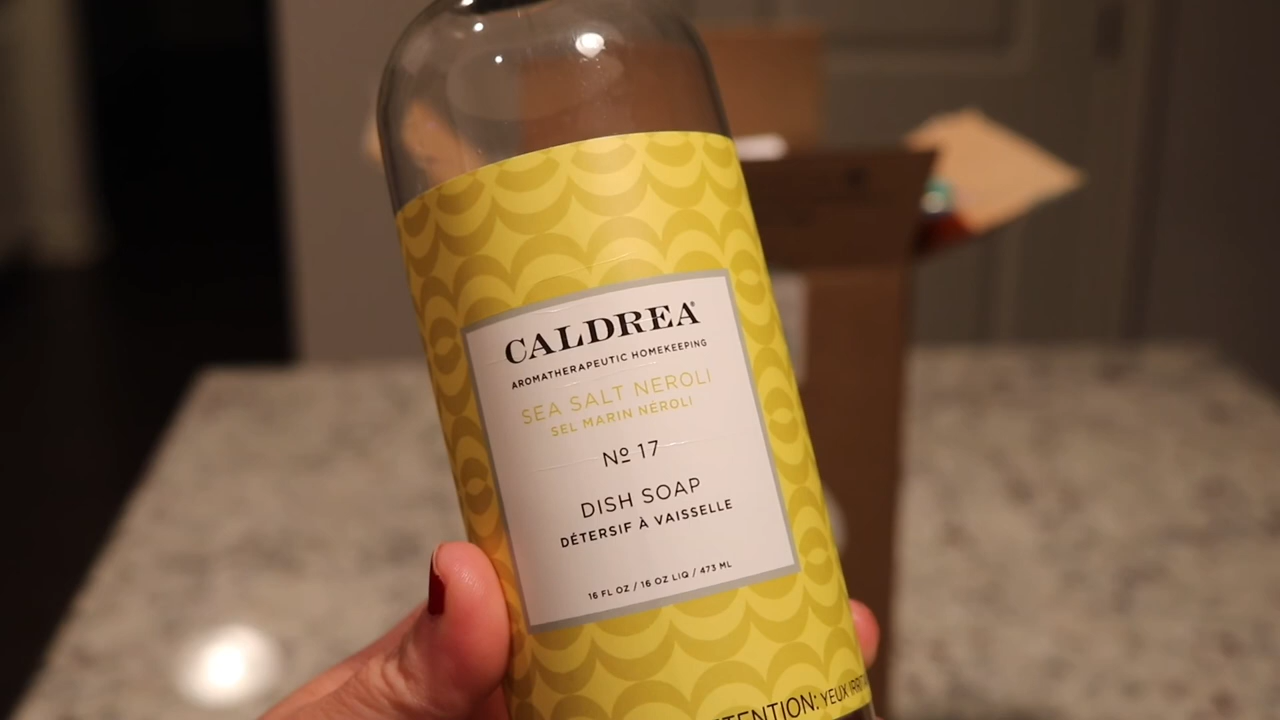 CALDREA®
AROMATHERAPEUTIC HOMEKEEPING
SEA SALT NEROLI
SEL MARIN NÉROLI
Nº 17
DISH SOAP
DÉTERSIF À VAISSELLE
16 FL OZ / 16 OZ LIQ / 473 ML
YEUX